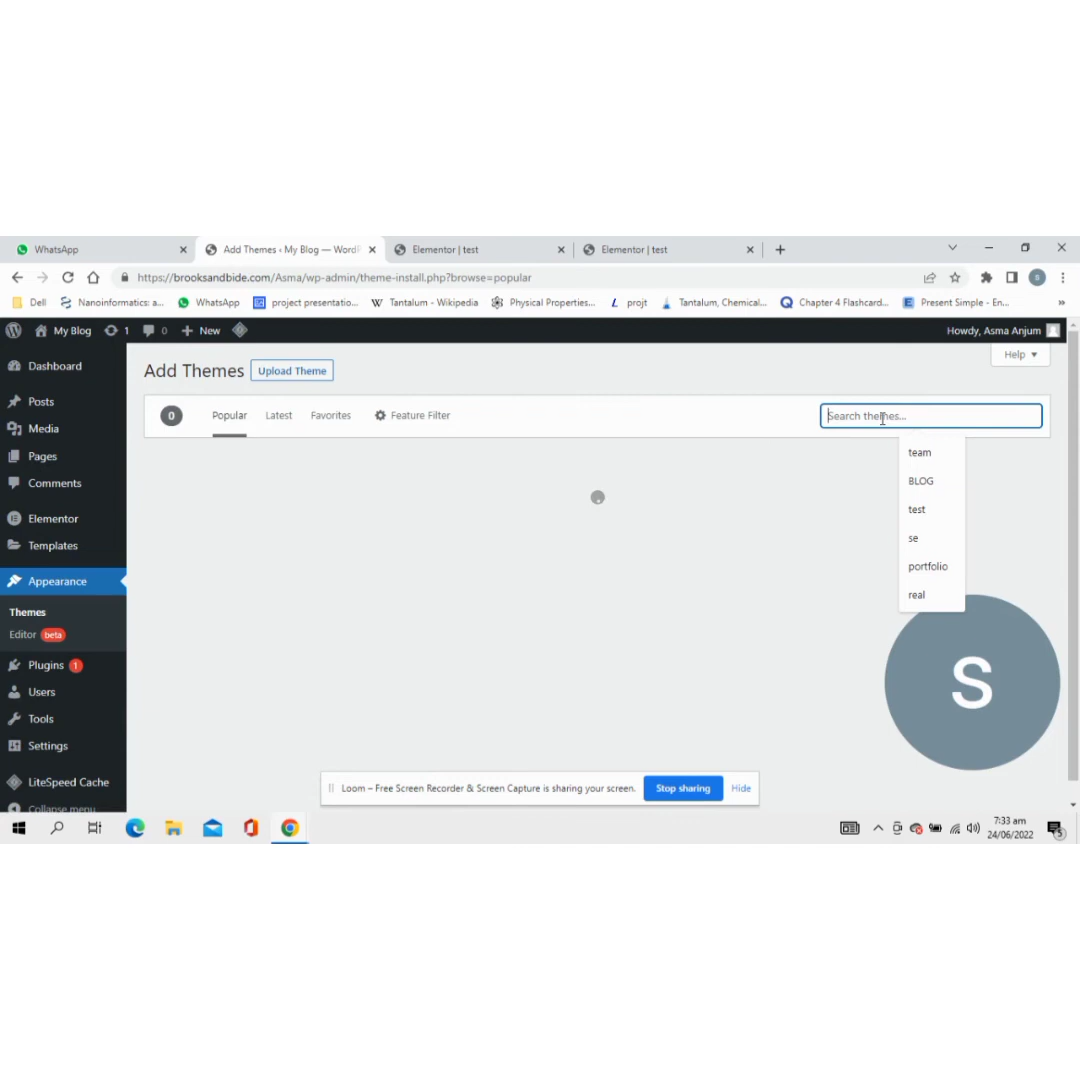 WhatsApp
Add Themes ‹ My Blog — WordP
Elementor | test
Elementor | test
https://brooksandbide.com/Asma/wp-admin/theme-install.php?browse=popular
S
Dell
Nanoinformatics: a...
WhatsApp
project presentatio...
W Tantalum - Wikipedia
Physical Properties...
L projt
Tantalum, Chemical...
Q Chapter 4 Flashcard...
E Present Simple - En...
»
My Blog
1
0
+ New
Howdy, Asma Anjum
Help
Dashboard
Posts
Media
Pages
Comments
Elementor
Templates
Appearance
Themes
Editor beta
Plugins 1
Users
Tools
Settings
LiteSpeed Cache
Collapse menu
Add Themes
Upload Theme
0
Popular
Latest
Favorites
Feature Filter
Search themes...
team
BLOG
test
se
portfolio
real
S
Loom – Free Screen Recorder & Screen Capture is sharing your screen.
Stop sharing
Hide
7:33 am
24/06/2022
5